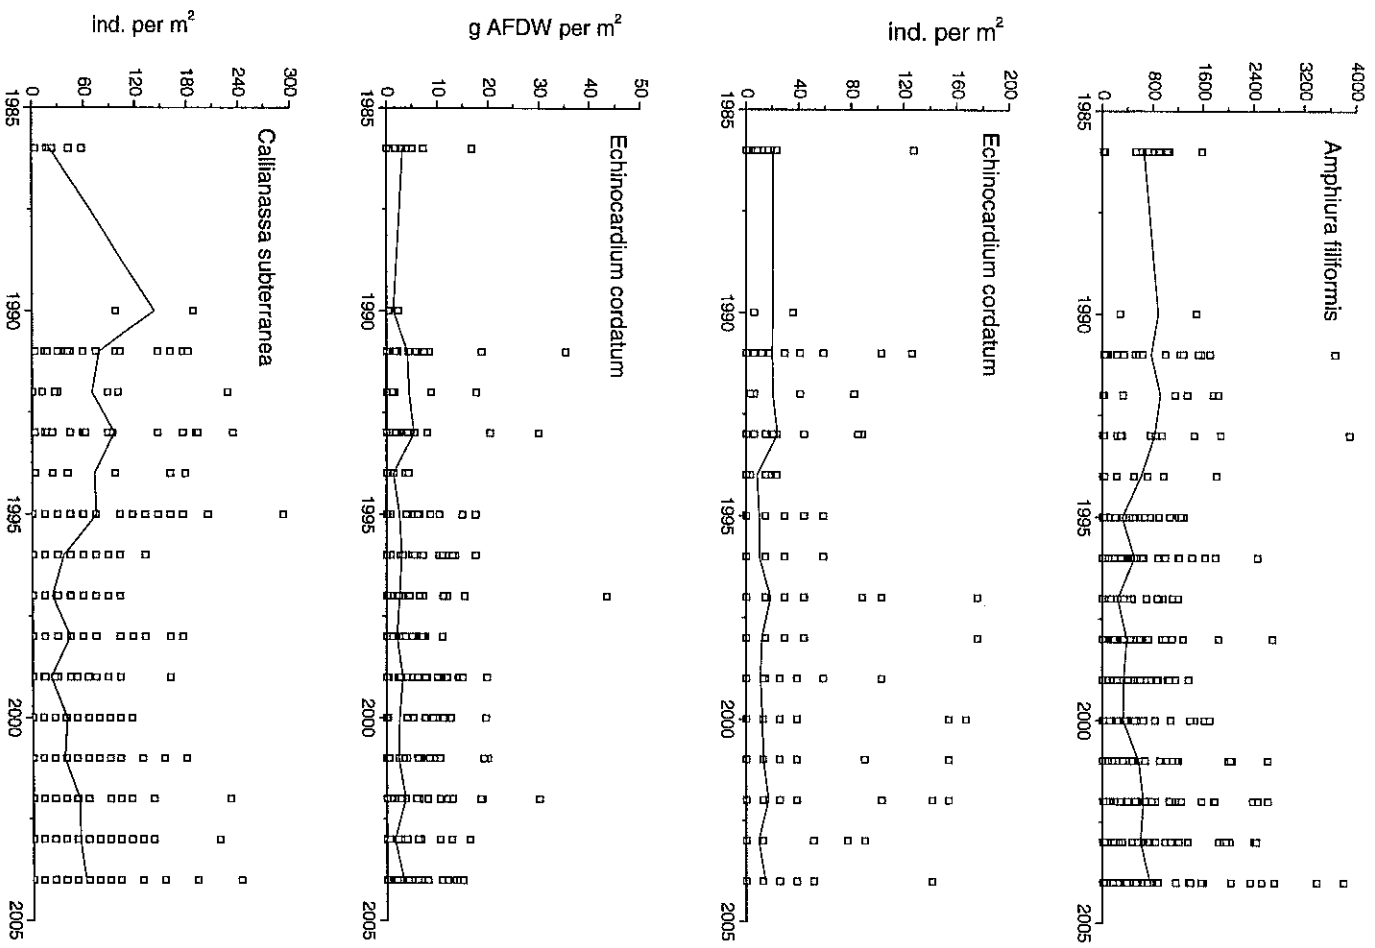 Amphiura filiformis
4000
3200
2400
1600
800
0
1985 1990 1995 2000 2005
ind. per m²
Echinocardium cordatum
200
160
120
80
40
0
1985 1990 1995 2000 2005
g AFDW per m²
Echinocardium cordatum
50
40
30
20
10
0
1985 1990 1995 2000 2005
ind. per m²
Callianassa subterranea
300
240
180
120
60
0
1985 1990 1995 2000 2005